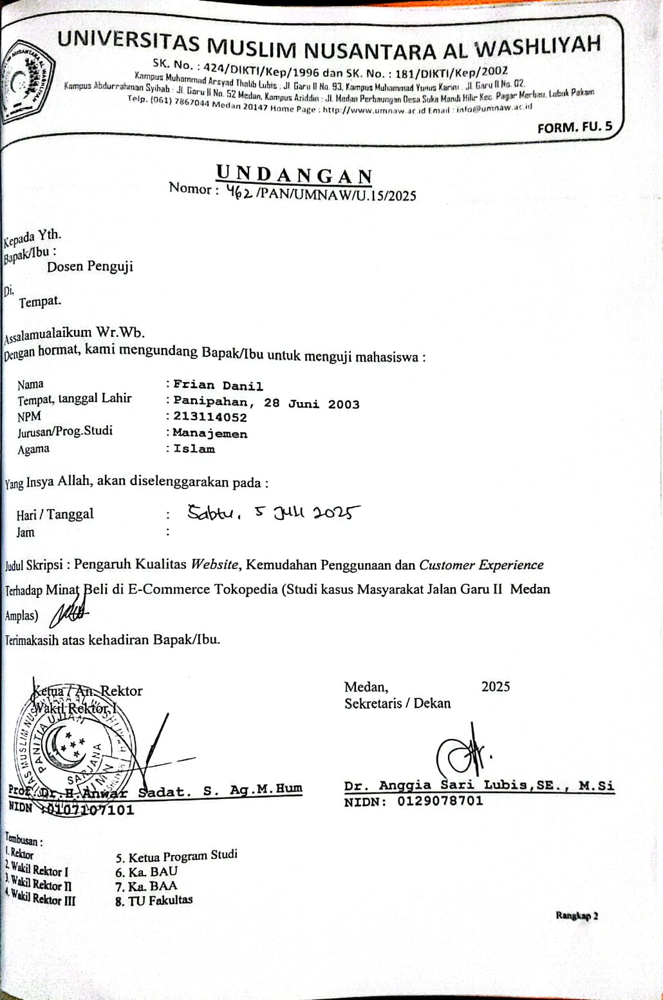 UNIVERSITAS MUSLIM NUSANTARA AL WASHLIYAH
SK. No. : 424/DIKTI/Kep/1996 dan SK. No. : 181/DIKTI/Kep/2002
Kampus Muhammad Arsyad Thalib Lubis : Jl. Garu II No. 93, Kampus Muhammad Yunus Karim : Jl. Garu II No. 02,
Kampus Abdurrahman Syihab : Jl. Garu II No. 52 Medan, Kampus Aziddin : Jl. Medan Perbaungan Desa Suka Mandi Hilir Kec. Pagar Merbau, Lubuk Pakam
Telp. (061) 7867044 Medan 20147 Home Page : http://www.umnaw.ac.id Email : info@umnaw.ac.id
FORM. FU. 5
UNDANGAN
Nomor : 462/PAN/UMNAW/U.15/2025
Kepada Yth.
Bapak/Ibu :
Dosen Penguji
Di,
Tempat.
Assalamualaikum Wr.Wb.
Dengan hormat, kami mengundang Bapak/Ibu untuk menguji mahasiswa :
Nama : Frian Danil
Tempat, tanggal Lahir : Panipahan, 28 Juni 2003
NPM : 213114052
Jurusan/Prog.Studi : Manajemen
Agama : Islam
Yang Insya Allah, akan diselenggarakan pada :
Hari / Tanggal : Sabtu, 5 Juli 2025
Jam :
Judul Skripsi : Pengaruh Kualitas Website, Kemudahan Penggunaan dan Customer Experience
Terhadap Minat Beli di E-Commerce Tokopedia (Studi kasus Masyarakat Jalan Garu II Medan
Amplas)
Terimakasih atas kehadiran Bapak/Ibu.
Ketua / An. Rektor
Wakil Rektor I
PANITIA UJIAN
SARJANA
Prof. Dr.H.Anwar Sadat. S. Ag.M.Hum
NIDN :0107107101
Medan, 2025
Sekretaris / Dekan
Dr. Anggia Sari Lubis,SE., M.Si
NIDN: 0129078701
Tembusan :
1. Rektor
2. Wakil Rektor I
3. Wakil Rektor II
4. Wakil Rektor III
5. Ketua Program Studi
6. Ka. BAU
7. Ka. BAA
8. TU Fakultas
Rangkap 2